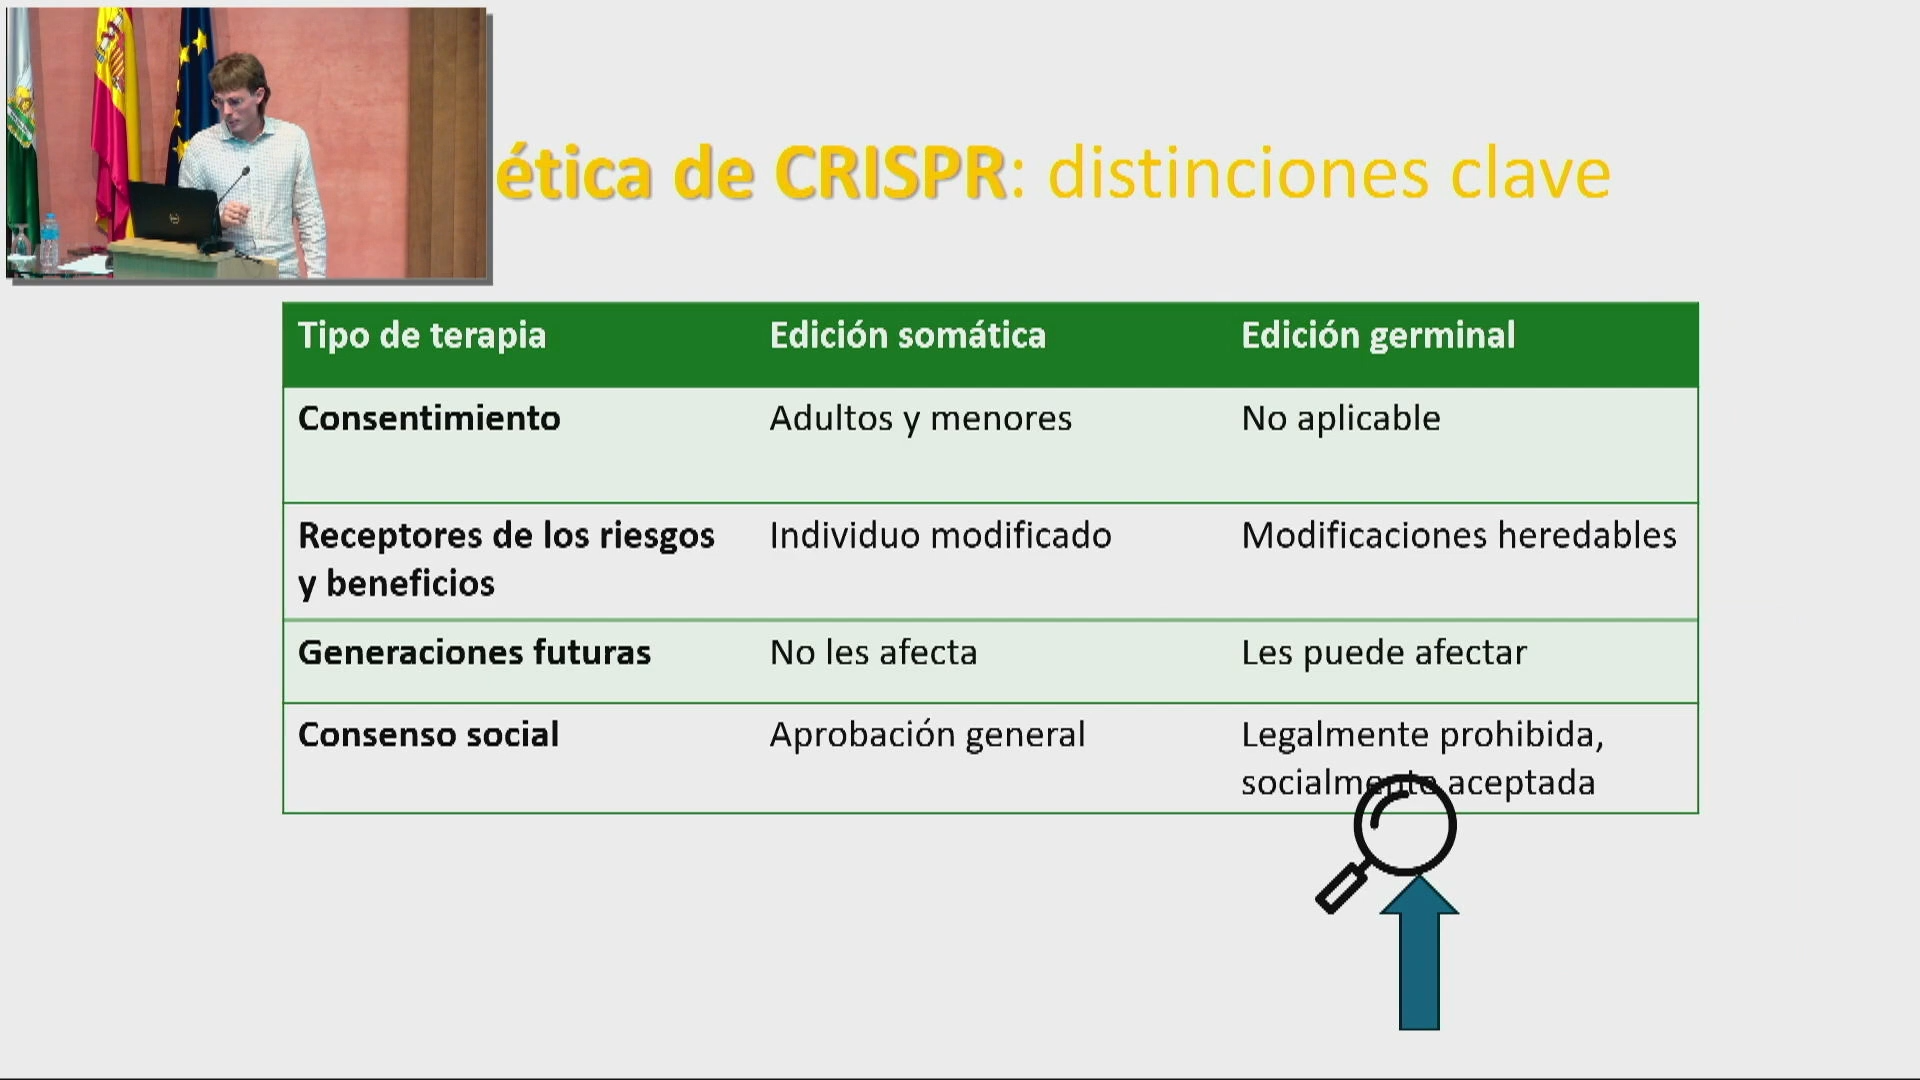 ética de CRISPR: distinciones clave
Tipo de terapia Edición somática Edición germinal
Consentimiento Adultos y menores No aplicable
Receptores de los riesgos Individuo modificado Modificaciones heredables
y beneficios
Generaciones futuras No les afecta Les puede afectar
Consenso social Aprobación general Legalmente prohibida,
socialmente aceptada